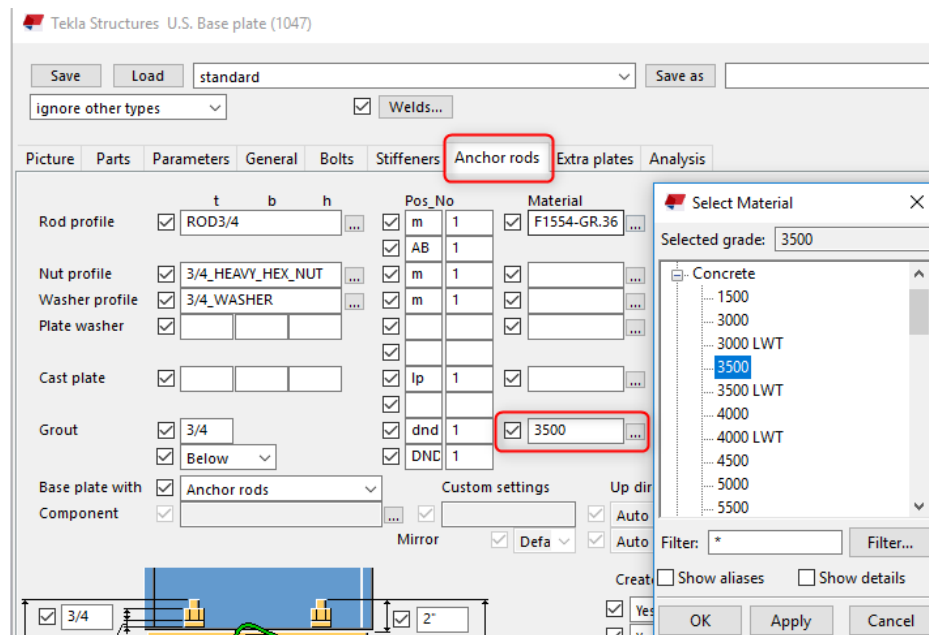 Tekla Structures U.S. Base plate (1047)
Save Load standard Save as
ignore other types Welds...
Picture Parts Parameters General Bolts Stiffeners Anchor rods Extra plates Analysis
t b h Pos_No Material
Rod profile ROD3/4 ... m 1 F1554-GR.36 ...
AB 1
Nut profile 3/4_HEAVY_HEX_NUT ... m 1 ...
Washer profile 3/4_WASHER ... m 1 ...
Plate washer ...
Cast plate lp 1 ...
Grout 3/4 dnd 1 3500 ...
Below DND 1
Base plate with Anchor rods Custom settings Up dir
Component ... Auto
Mirror Defa Auto
Create
3/4 2" Yes
Select Material
Selected grade: 3500
Concrete
1500
3000
3000 LWT
3500
3500 LWT
4000
4000 LWT
4500
5000
5500
Filter: * Filter...
Show aliases Show details
OK Apply Cancel